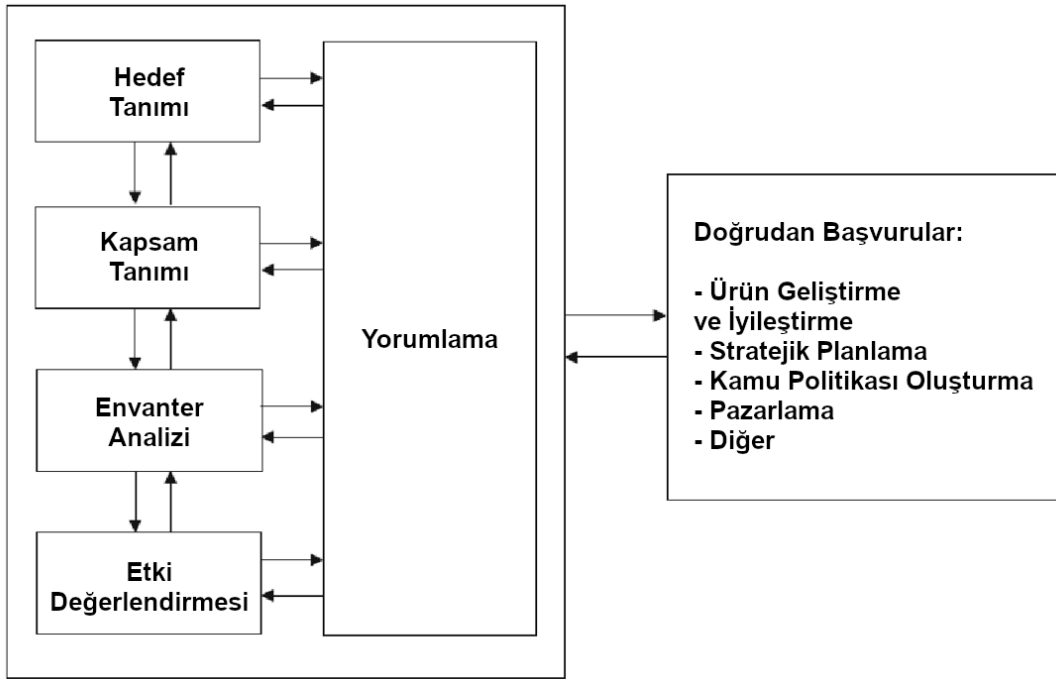 Hedef
Tanımı
Kapsam
Tanımı
Envanter
Analizi
Etki
Değerlendirmesi
Yorumlama
Doğrudan Başvurular:
- Ürün Geliştirme
ve İyileştirme
- Stratejik Planlama
- Kamu Politikası Oluşturma
- Pazarlama
- Diğer